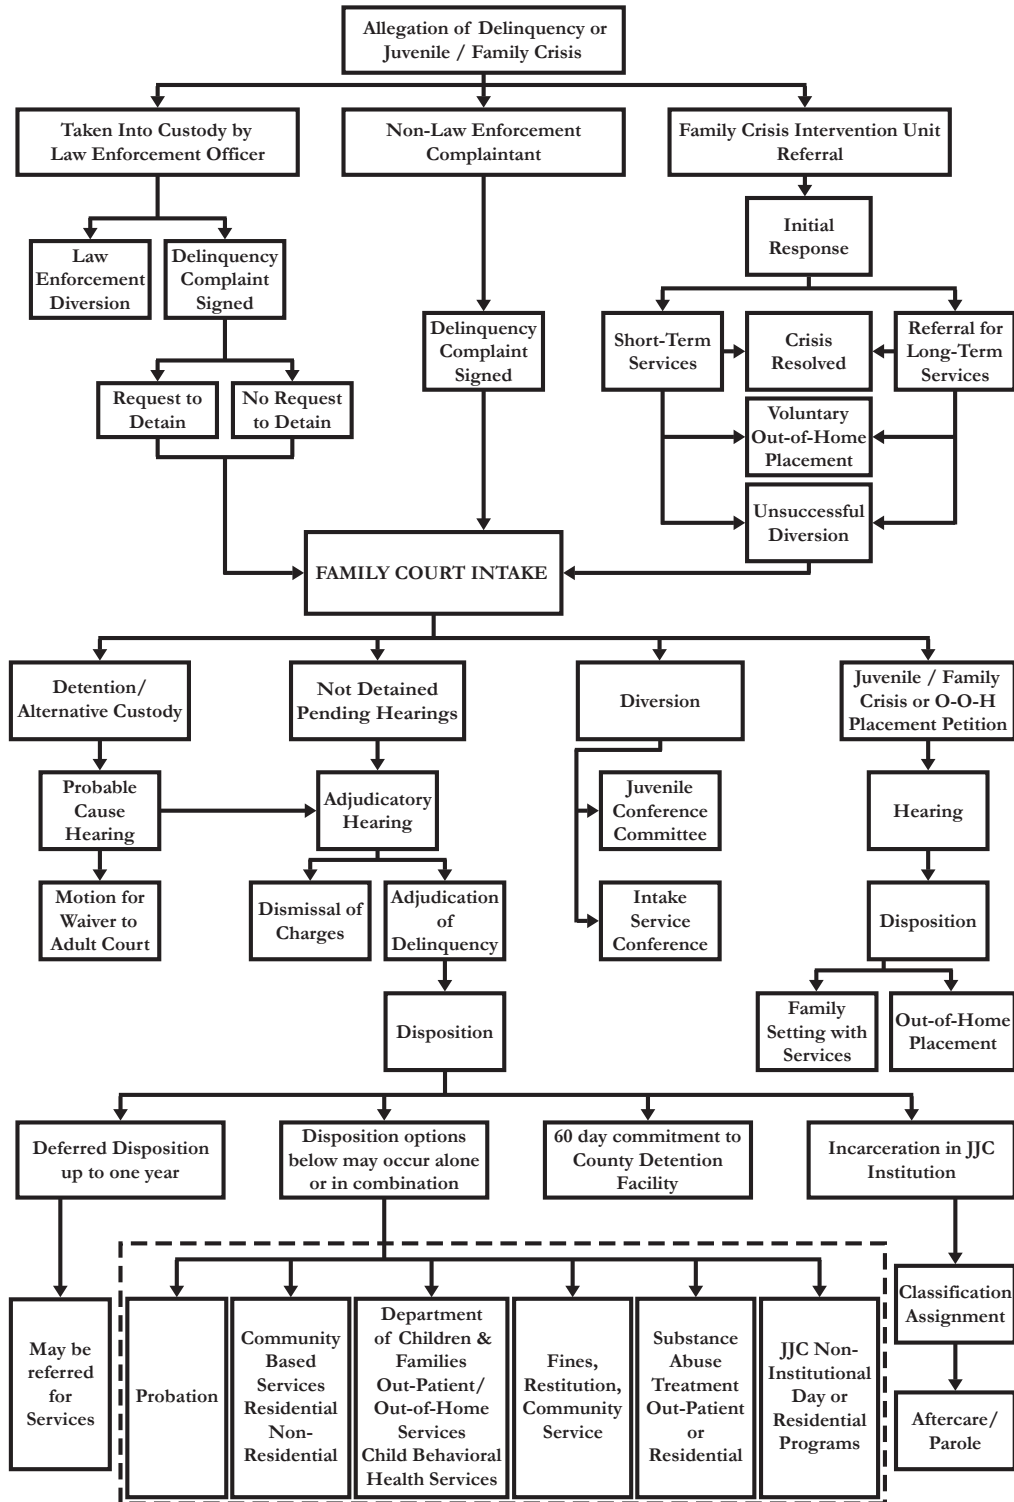 Allegation of Delinquency or
Juvenile / Family Crisis
Taken Into Custody by
Law Enforcement Officer
Non-Law Enforcement
Complaintant
Family Crisis Intervention Unit
Referral
Initial
Response
Law
Enforcement
Diversion
Delinquency
Complaint
Signed
Delinquency
Complaint
Signed
Short-Term
Services
Crisis
Resolved
Referral for
Long-Term
Services
Request to
Detain
No Request
to Detain
Voluntary
Out-of-Home
Placement
Unsuccessful
Diversion
FAMILY COURT INTAKE
Detention/
Alternative Custody
Not Detained
Pending Hearings
Diversion
Juvenile / Family
Crisis or O-O-H
Placement Petition
Probable
Cause
Hearing
Adjudicatory
Hearing
Juvenile
Conference
Committee
Hearing
Motion for
Waiver to
Adult Court
Dismissal of
Charges
Adjudication
of
Delinquency
Intake
Service
Conference
Disposition
Disposition
Family
Setting with
Services
Out-of-Home
Placement
Deferred Disposition
up to one year
Disposition options
below may occur alone
or in combination
60 day commitment to
County Detention
Facility
Incarceration in JJC
Institution
May be
referred
for
Services
Probation
Community
Based
Services
Residential
Non-
Residential
Department
of Children &
Families
Out-Patient/
Out-of-Home
Services
Child Behavioral
Health Services
Fines,
Restitution,
Community
Service
Substance
Abuse
Treatment
Out-Patient
or
Residential
JJC Non-
Institutional
Day or
Residential
Programs
Classification
Assignment
Aftercare/
Parole